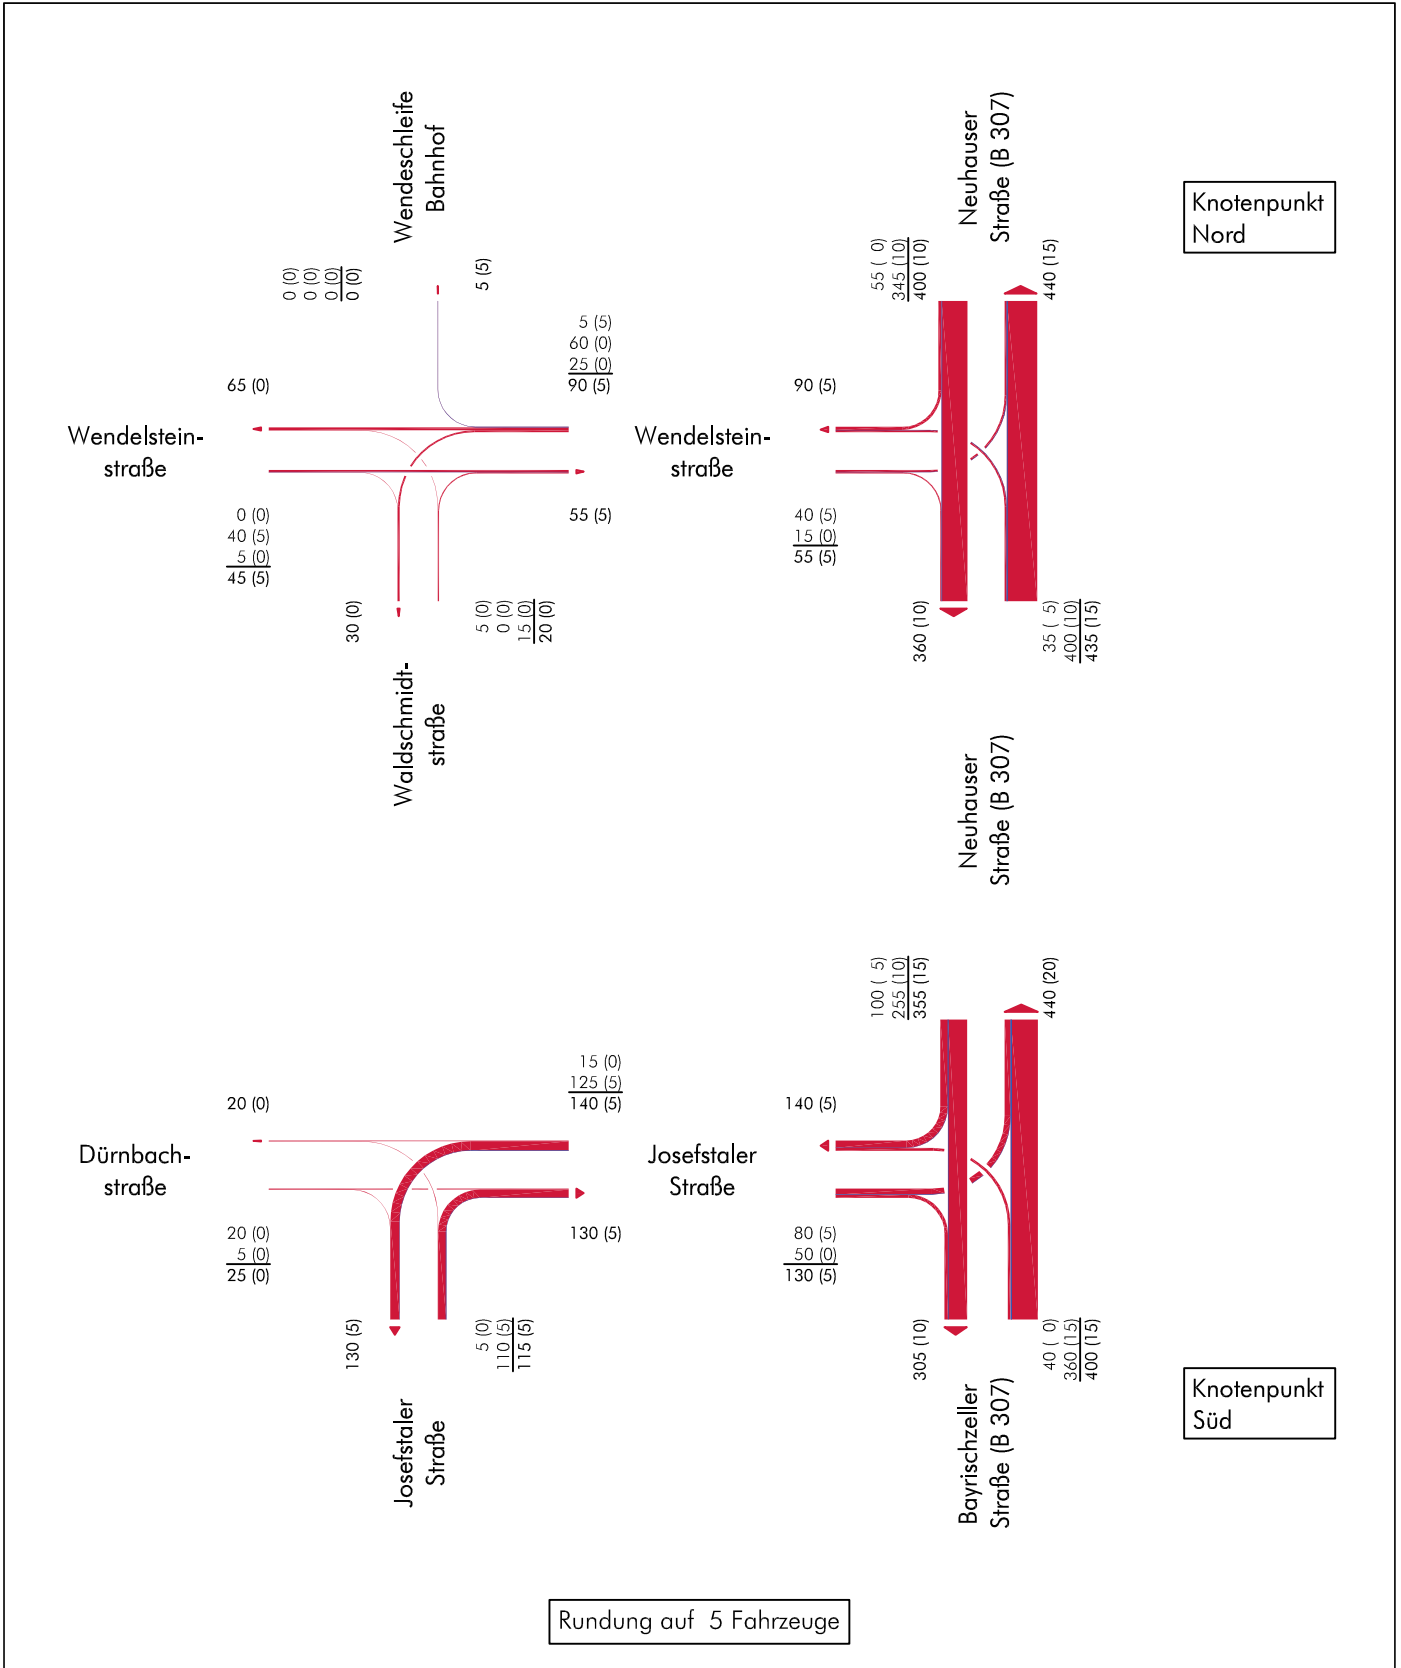 Wendeschleife
Bahnhof
0 (0)
0 (0)
0 (0)
0 (0)
5 (5)
5 (5)
60 (0)
25 (0)
90 (5)
65 (0)
Wendelstein-
straße
0 (0)
40 (5)
5 (0)
45 (5)
55 (5)
30 (0)
5 (0)
0 (0)
15 (0)
20 (0)
Waldschmidt-
straße
Neuhauser
Straße (B 307)
Knotenpunkt
Nord
55 ( 0)
345 (10)
400 (10)
440 (15)
90 (5)
Wendelstein-
straße
40 (5)
15 (0)
55 (5)
360 (10)
35 ( 5)
400 (10)
435 (15)
Neuhauser
Straße (B 307)
15 (0)
125 (5)
140 (5)
20 (0)
Dürnbach-
straße
20 (0)
5 (0)
25 (0)
130 (5)
130 (5)
5 (0)
110 (5)
115 (5)
Josefstaler
Straße
100 ( 5)
255 (10)
355 (15)
440 (20)
140 (5)
Josefstaler
Straße
80 (5)
50 (0)
130 (5)
305 (10)
40 ( 0)
360 (15)
400 (15)
Bayrischzeller
Straße (B 307)
Knotenpunkt
Süd
Rundung auf 5 Fahrzeuge